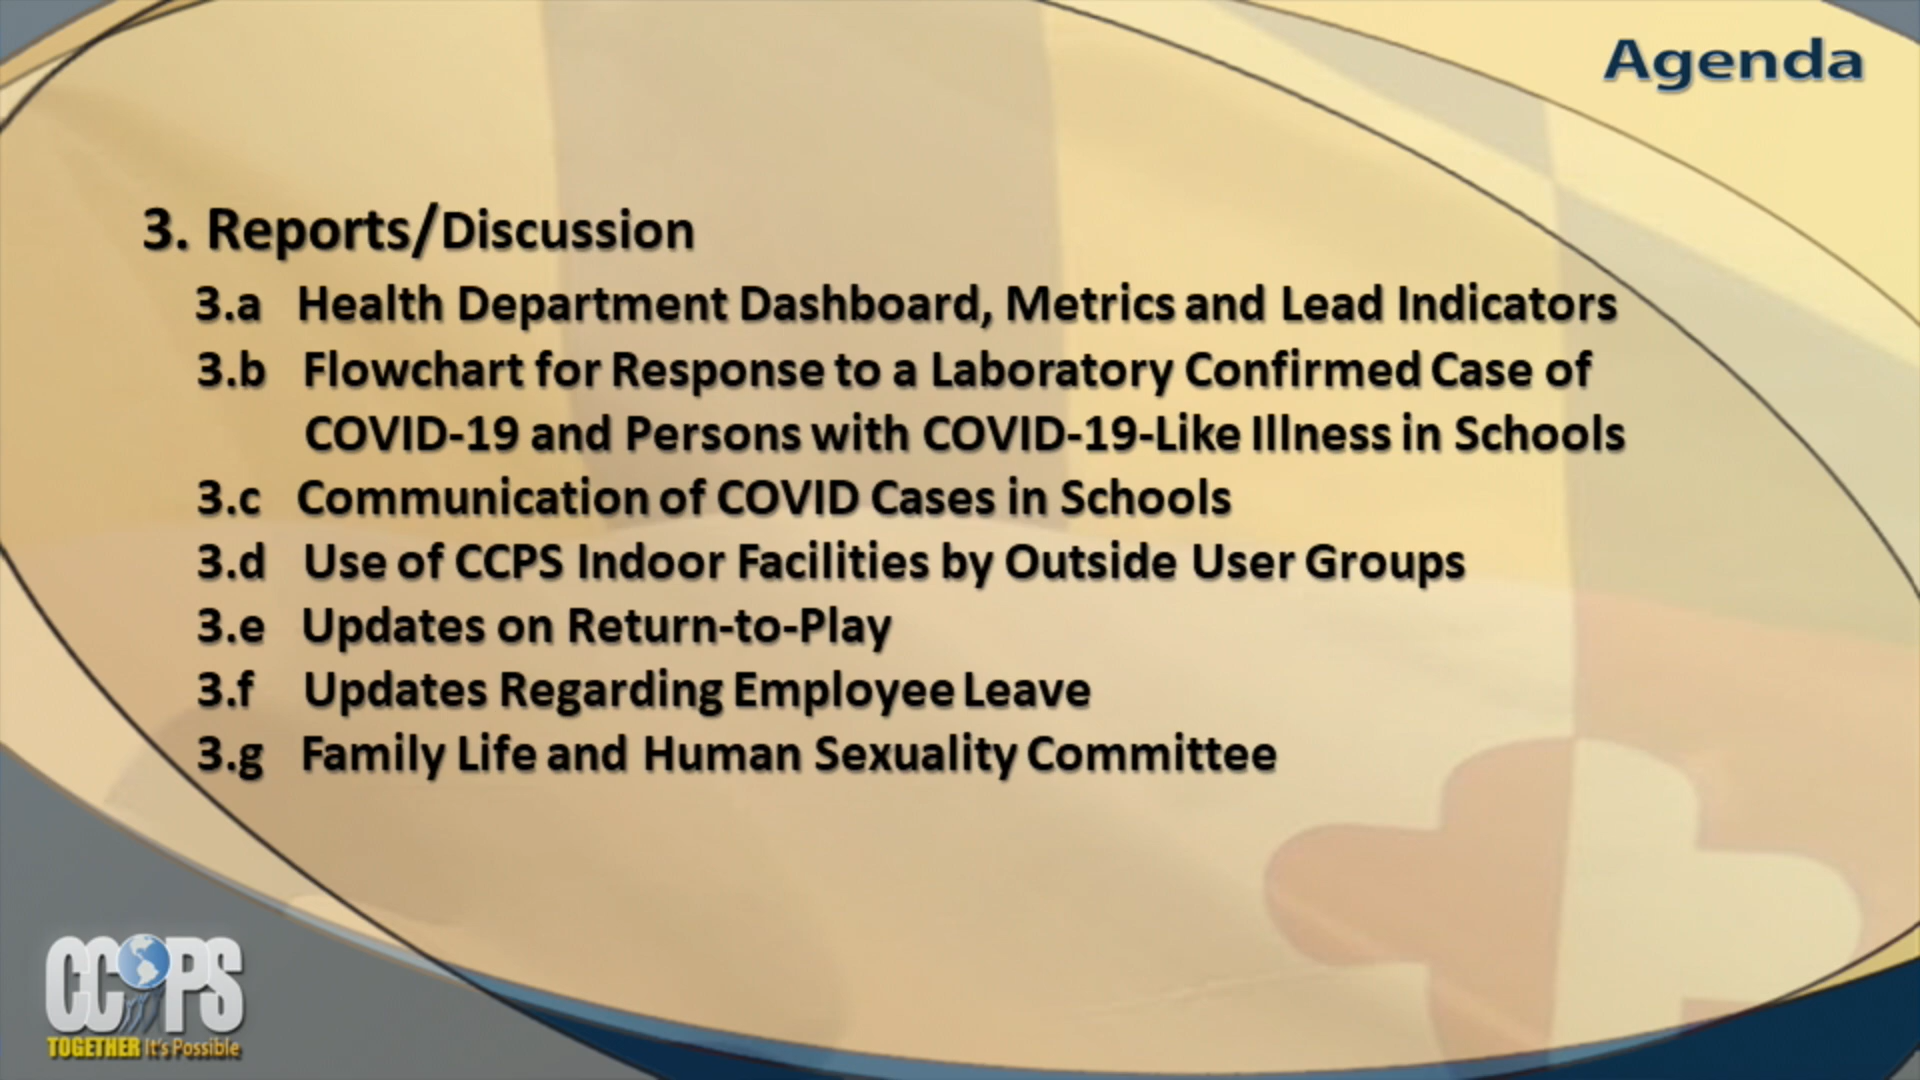 Agenda
3. Reports/Discussion
3.a Health Department Dashboard, Metrics and Lead Indicators
3.b Flowchart for Response to a Laboratory Confirmed Case of
COVID-19 and Persons with COVID-19-Like Illness in Schools
3.c Communication of COVID Cases in Schools
3.d Use of CCPS Indoor Facilities by Outside User Groups
3.e Updates on Return-to-Play
3.f Updates Regarding Employee Leave
3.g Family Life and Human Sexuality Committee
CCPS
TOGETHER It's Possible